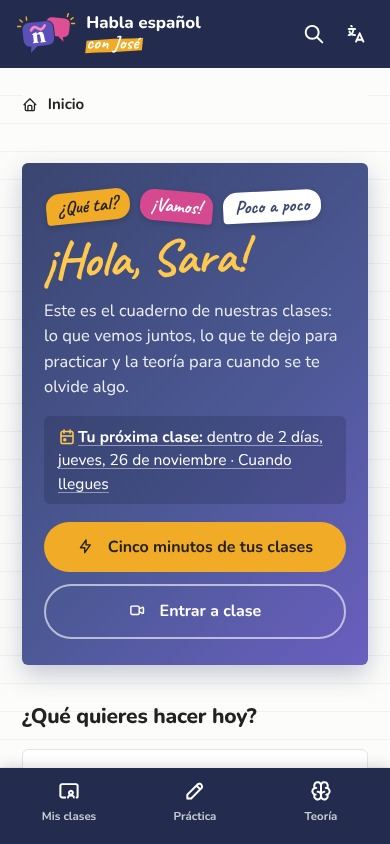 ñ
Habla español
con José
Inicio
¿Qué tal?
¡Vamos!
Poco a poco
¡Hola, Sara!
Este es el cuaderno de nuestras clases:
lo que vemos juntos, lo que te dejo para
practicar y la teoría para cuando se te
olvide algo.
Tu próxima clase: dentro de 2 días,
jueves, 26 de noviembre · Cuando
llegues
Cinco minutos de tus clases
Entrar a clase
¿Qué quieres hacer hoy?
Mis clases
Práctica
Teoría